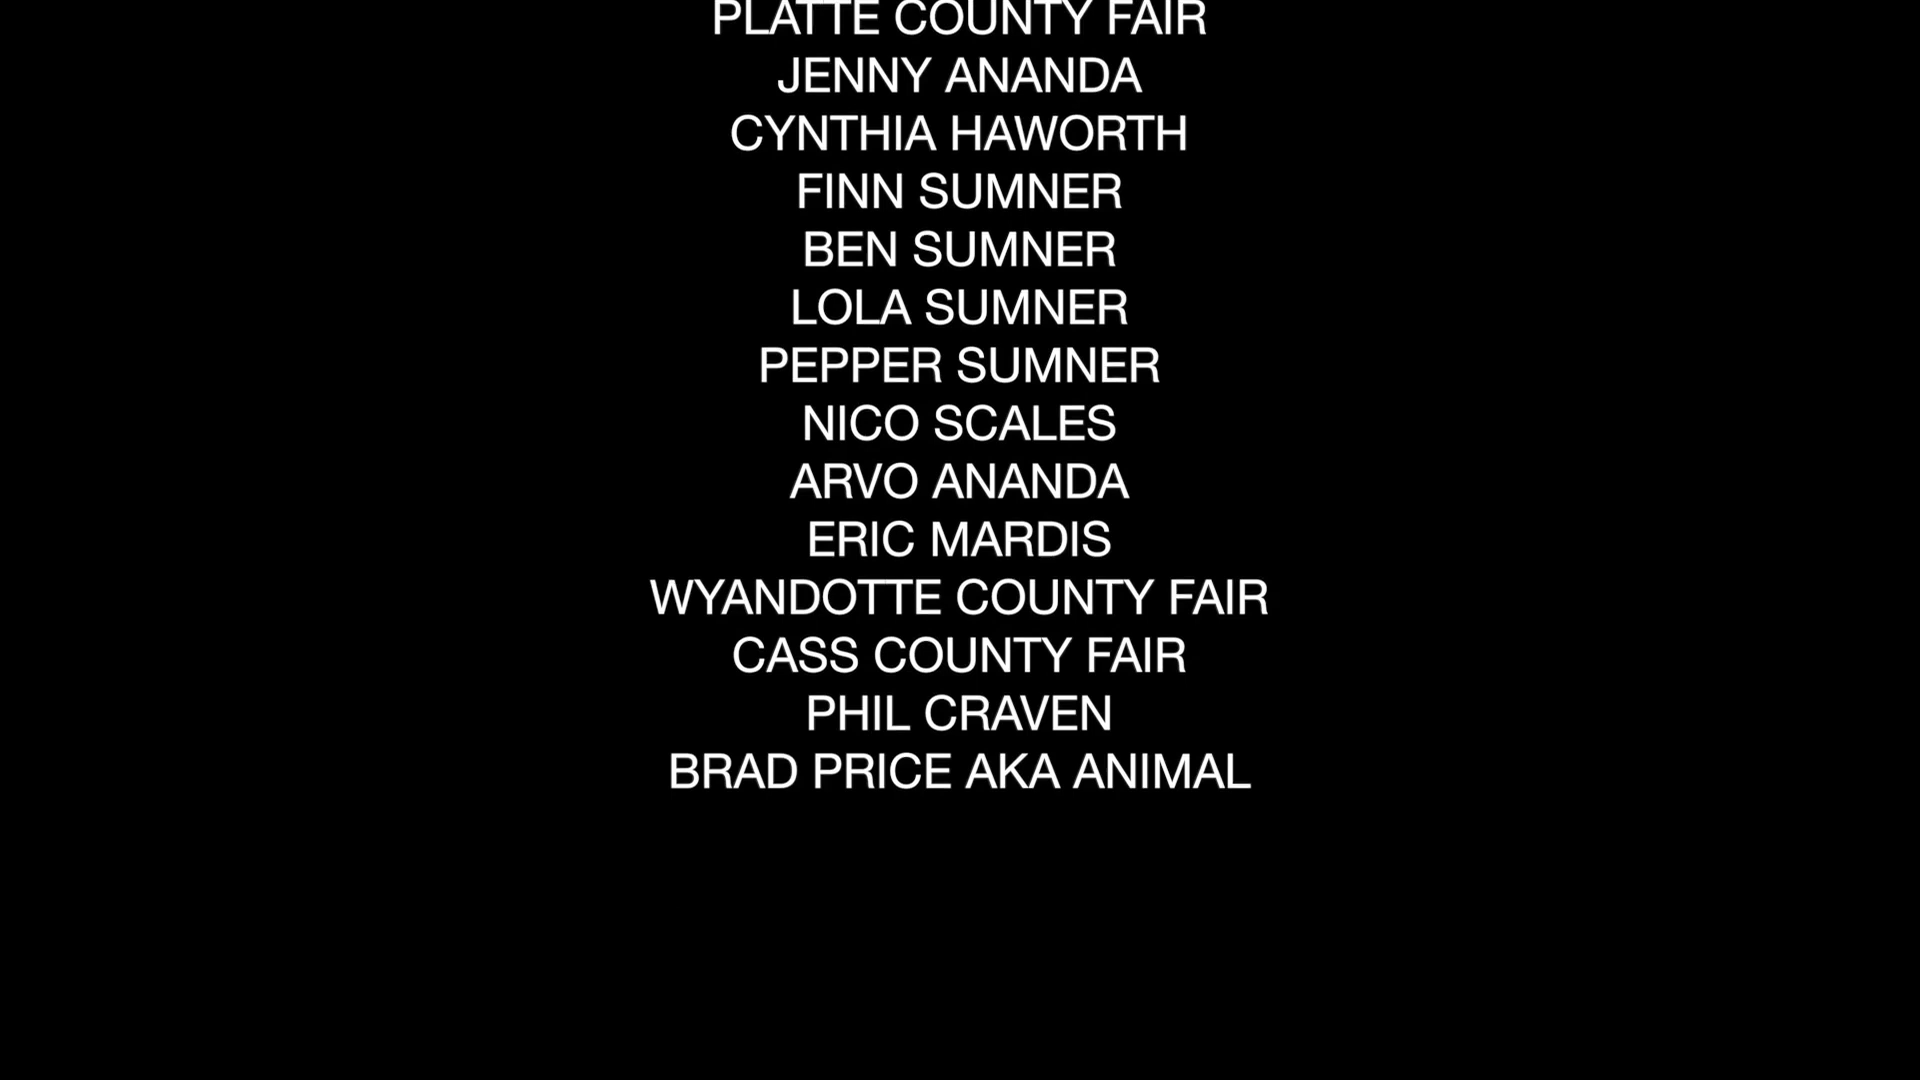 PLATTE COUNTY FAIR
JENNY ANANDA
CYNTHIA HAWORTH
FINN SUMNER
BEN SUMNER
LOLA SUMNER
PEPPER SUMNER
NICO SCALES
ARVO ANANDA
ERIC MARDIS
WYANDOTTE COUNTY FAIR
CASS COUNTY FAIR
PHIL CRAVEN
BRAD PRICE AKA ANIMAL